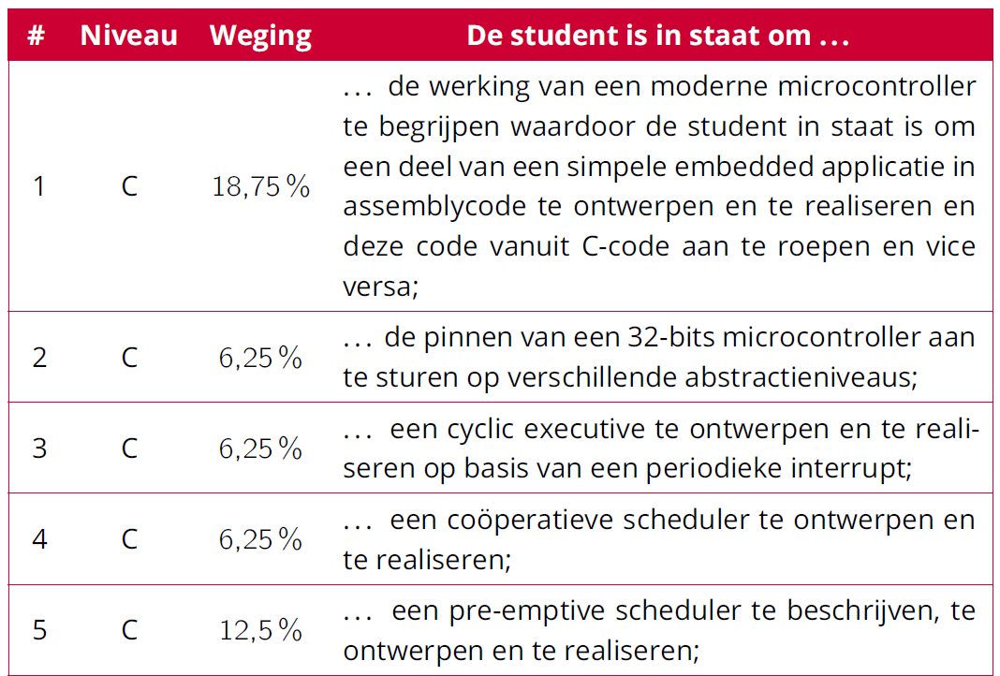 # Niveau Weging De student is in staat om ...
... de werking van een moderne microcontroller
te begrijpen waardoor de student in staat is om
een deel van een simpele embedded applicatie in
1 C 18,75 % assemblycode te ontwerpen en te realiseren en
deze code vanuit C-code aan te roepen en vice
versa;
... de pinnen van een 32-bits microcontroller aan
2 C 6,25 % te sturen op verschillende abstractieniveaus;
... een cyclic executive te ontwerpen en te reali-
3 C 6,25 % seren op basis van een periodieke interrupt;
... een coöperatieve scheduler te ontwerpen en
4 C 6,25 % te realiseren;
... een pre-emptive scheduler te beschrijven, te
5 C 12,5 % ontwerpen en te realiseren;